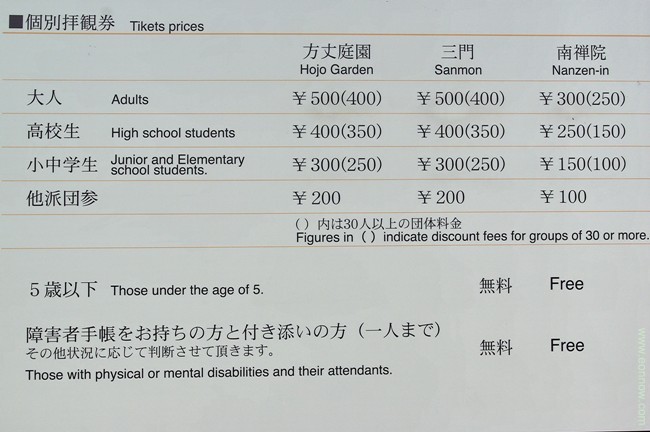 ■個別拝観券 Tikets prices
方丈庭園 三門 南禅院
Hojo Garden Sanmon Nanzen-in
大人 Adults ￥500(400) ￥500(400) ￥300(250)
高校生 High school students ￥400(350) ￥400(350) ￥250(150)
小中学生 Junior and Elementary school students. ￥300(250) ￥300(250) ￥150(100)
他派団参 ￥200 ￥200 ￥100
( ) 内は30人以上の団体料金
Figures in ( ) indicate discount fees for groups of 30 or more.
５歳以下 Those under the age of 5. 無料 Free
障害者手帳をお持ちの方と付き添いの方（一人まで）
その他状況に応じて判断させて頂きます。 無料 Free
Those with physical or mental disabilities and their attendants.